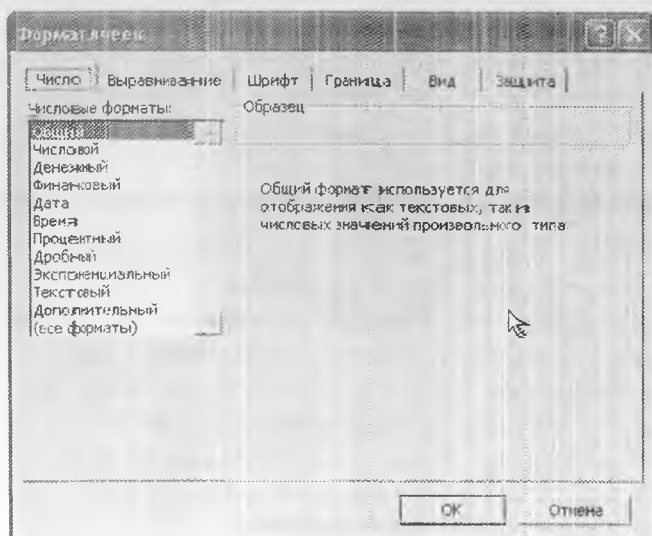 Формат ячеек
Число Выравнивание Шрифт Граница Вид Защита
Числовые форматы:
Образец
Общий
Числовой
Денежный
Финансовый
Дата
Время
Процентный
Дробный
Экспоненциальный
Текстовый
Дополнительный
(все форматы)
Общий формат используется для
отображения как текстовых, так и
числовых значений произвольного типа
ОК
Отмена